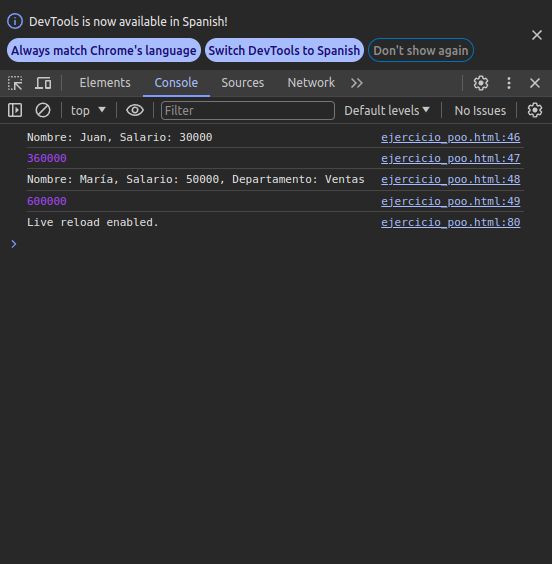 DevTools is now available in Spanish!
Always match Chrome's language Switch DevTools to Spanish Don't show again
Elements Console Sources Network
top Filter Default levels No Issues
Nombre: Juan, Salario: 30000 ejercicio_poo.html:46
360000 ejercicio_poo.html:47
Nombre: María, Salario: 50000, Departamento: Ventas ejercicio_poo.html:48
600000 ejercicio_poo.html:49
Live reload enabled. ejercicio_poo.html:80